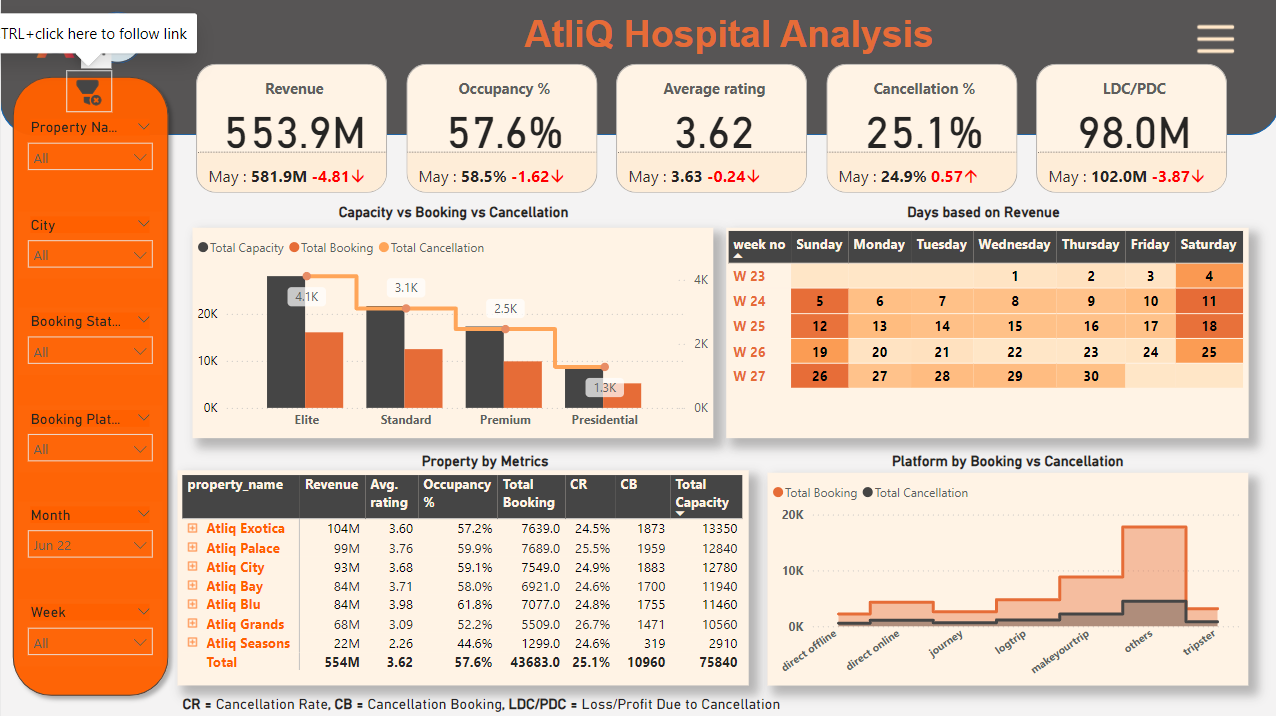 TRL+click here to follow link
AtliQ Hospital Analysis
Revenue
553.9M
May : 581.9M -4.81↓
Occupancy %
57.6%
May : 58.5% -1.62↓
Average rating
3.62
May : 3.63 -0.24↓
Cancellation %
25.1%
May : 24.9% 0.57↑
LDC/PDC
98.0M
May : 102.0M -3.87↓
Property Na...
All
City
All
Booking Stat...
All
Booking Plat...
All
Month
Jun 22
Week
All
Capacity vs Booking vs Cancellation
Total Capacity Total Booking Total Cancellation
20K
10K
0K
4K
2K
0K
4.1K
3.1K
2.5K
1.3K
Elite Standard Premium Presidential
Days based on Revenue
week no Sunday Monday Tuesday Wednesday Thursday Friday Saturday
W 23 1 2 3 4
W 24 5 6 7 8 9 10 11
W 25 12 13 14 15 16 17 18
W 26 19 20 21 22 23 24 25
W 27 26 27 28 29 30
Property by Metrics
property_name Revenue Avg. rating Occupancy % Total Booking CR CB Total Capacity
Atliq Exotica 104M 3.60 57.2% 7639.0 24.5% 1873 13350
Atliq Palace 99M 3.76 59.9% 7689.0 25.5% 1959 12840
Atliq City 93M 3.68 59.1% 7549.0 24.9% 1883 12780
Atliq Bay 84M 3.71 58.0% 6921.0 24.6% 1700 11940
Atliq Blu 84M 3.98 61.8% 7077.0 24.8% 1755 11460
Atliq Grands 68M 3.09 52.2% 5509.0 26.7% 1471 10560
Atliq Seasons 22M 2.26 44.6% 1299.0 24.6% 319 2910
Total 554M 3.62 57.6% 43683.0 25.1% 10960 75840
Platform by Booking vs Cancellation
Total Booking Total Cancellation
20K
10K
0K
direct offline direct online journey logtrip makeyourtrip others tripster
CR = Cancellation Rate, CB = Cancellation Booking, LDC/PDC = Loss/Profit Due to Cancellation